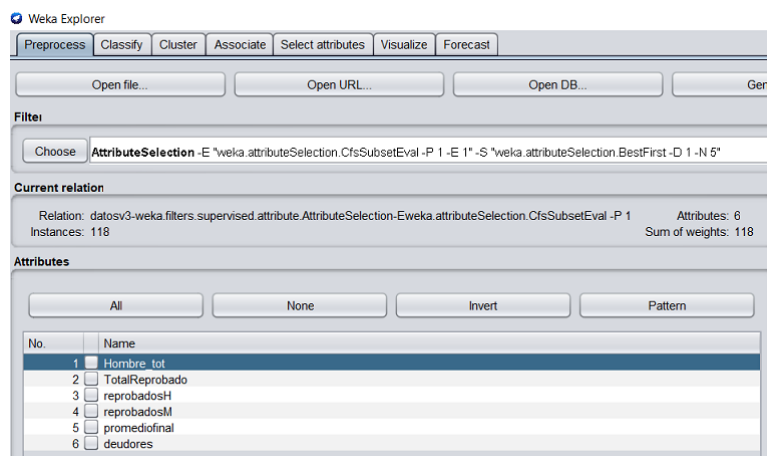 Weka Explorer
Preprocess Classify Cluster Associate Select attributes Visualize Forecast
Open file... Open URL... Open DB... Gen
Filter
Choose AttributeSelection -E "weka.attributeSelection.CfsSubsetEval -P 1 -E 1" -S "weka.attributeSelection.BestFirst -D 1 -N 5"
Current relation
Relation: datosv3-weka.filters.supervised.attribute.AttributeSelection-Eweka.attributeSelection.CfsSubsetEval -P 1 Attributes: 6
Instances: 118 Sum of weights: 118
Attributes
All None Invert Pattern
No. Name
1 Hombre_tot
2 TotalReprobado
3 reprobadosH
4 reprobadosM
5 promediofinal
6 deudores